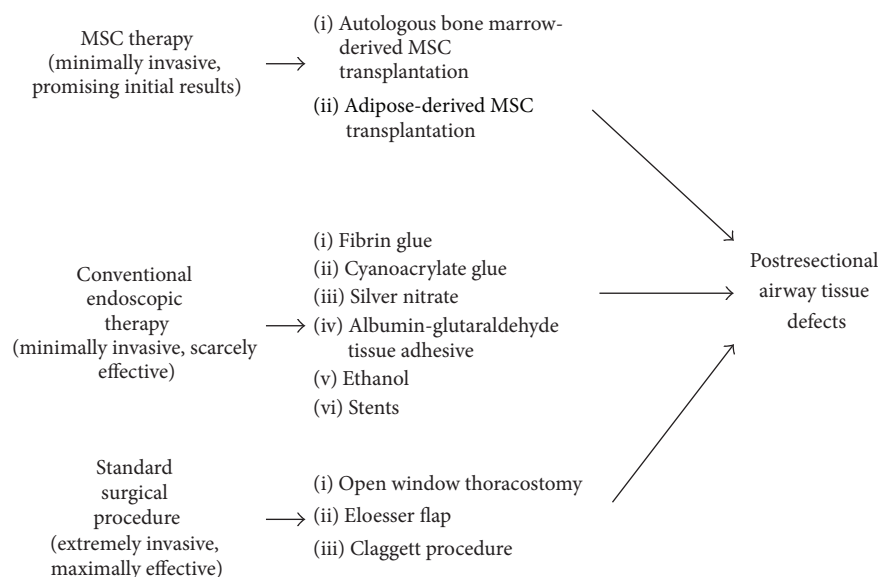 MSC therapy
(minimally invasive,
promising initial results)
(i) Autologous bone marrow-
derived MSC
transplantation
(ii) Adipose-derived MSC
transplantation
Conventional
endoscopic
therapy
(minimally invasive, scarcely
effective)
(i) Fibrin glue
(ii) Cyanoacrylate glue
(iii) Silver nitrate
(iv) Albumin-glutaraldehyde
tissue adhesive
(v) Ethanol
(vi) Stents
Standard
surgical
procedure
(extremely invasive,
maximally effective)
(i) Open window thoracostomy
(ii) Eloesser flap
(iii) Claggett procedure
Postresectional
airway tissue
defects